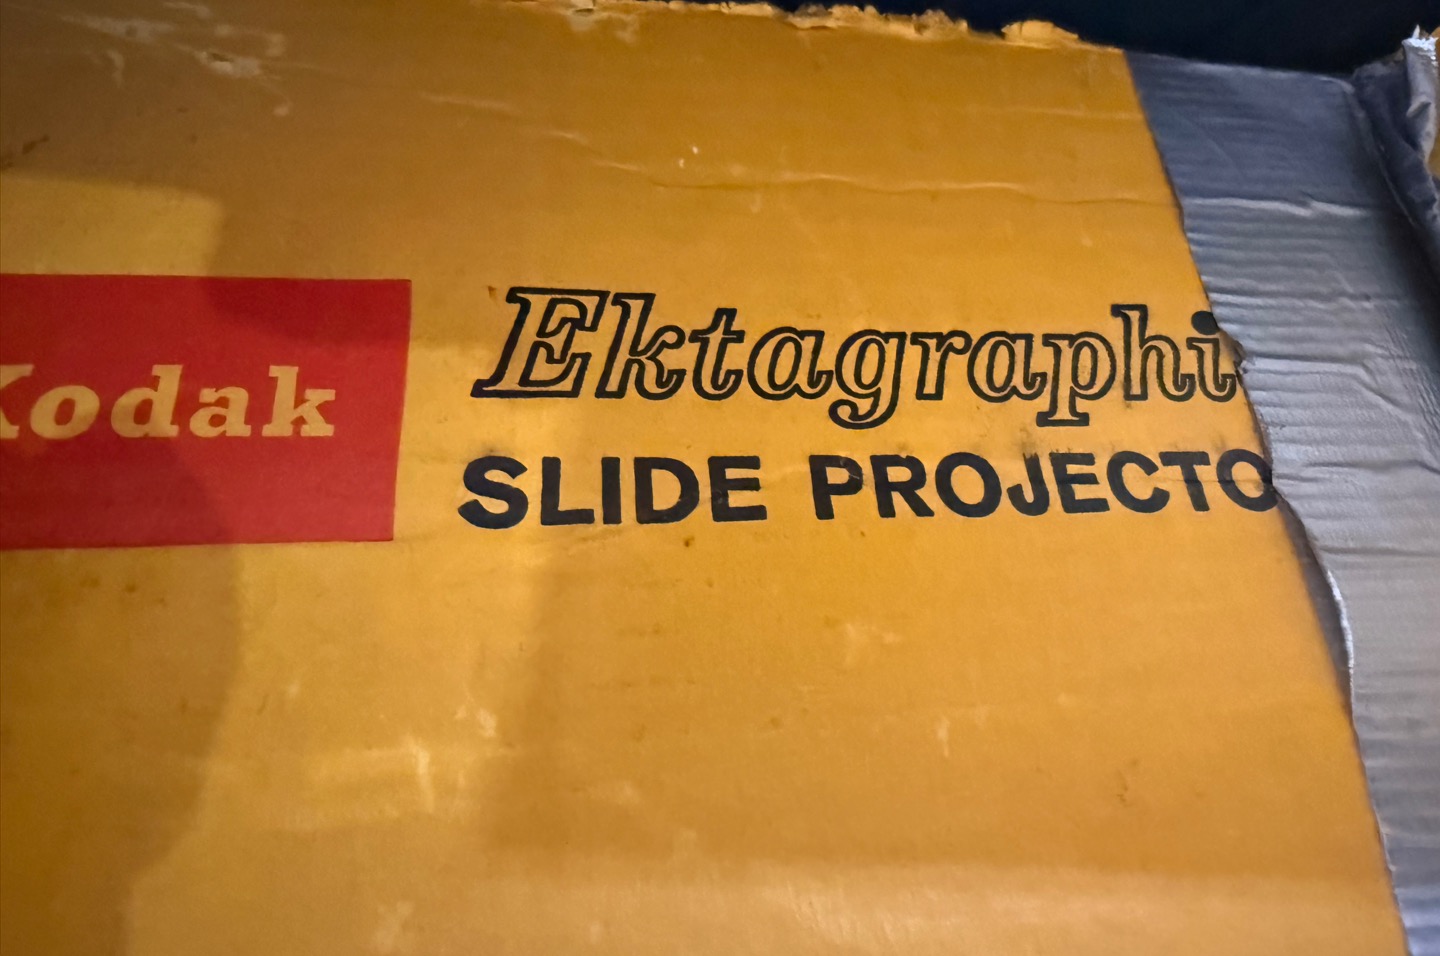 Kodak
Ektagraphi
SLIDE PROJECTO